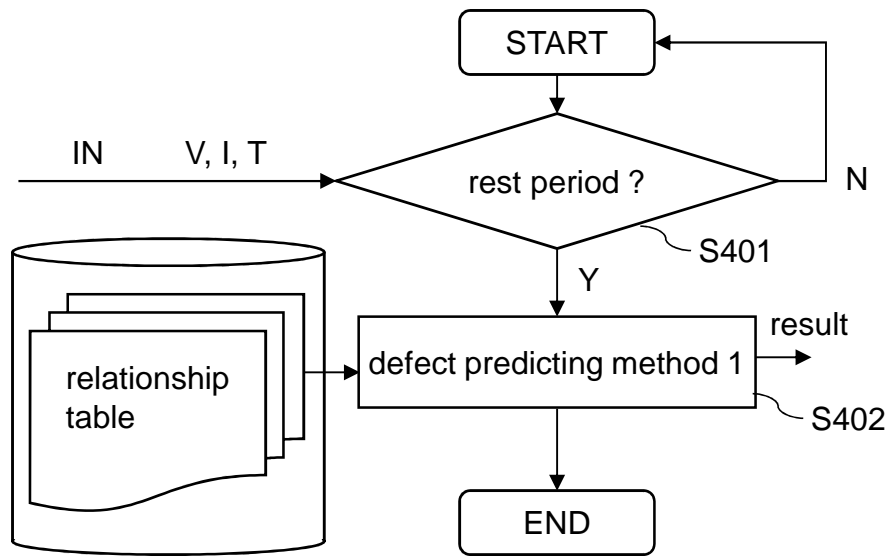 START
IN V, I, T
rest period ?
N
S401
Y
result
relationship
table
defect predicting method 1
S402
END